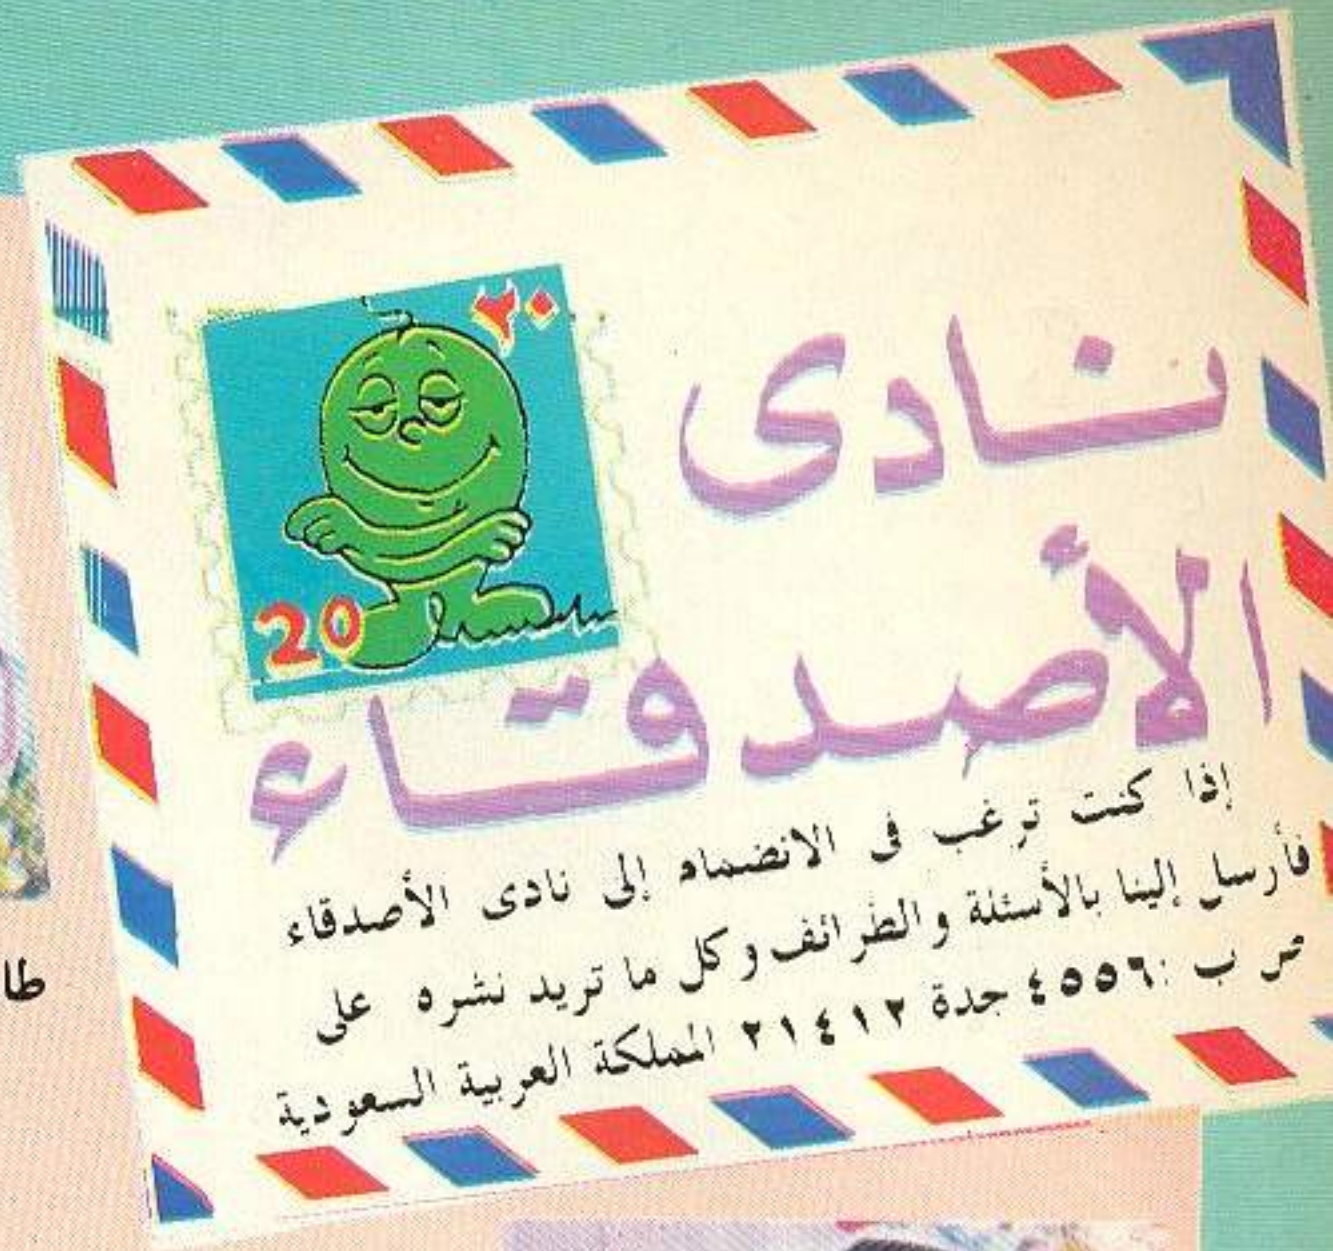 نادى
الأصدقاء
٢٠
20
إذا كنت ترغب فى الانضمام إلى نادى الأصدقاء
فأرسل إلينا بالأسئلة والطرائف وكل ما تريد نشره على
ص ب :٤٥٥٦ جدة ٢١٤١٢ المملكة العربية السعودية
طا